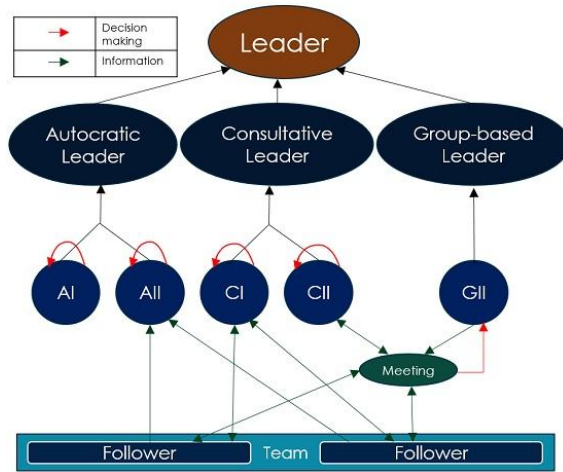 Decision
making
Information
Leader
Autocratic
Leader
Consultative
Leader
Group-based
Leader
AI
AII
CI
CII
GII
Meeting
Follower
Team
Follower